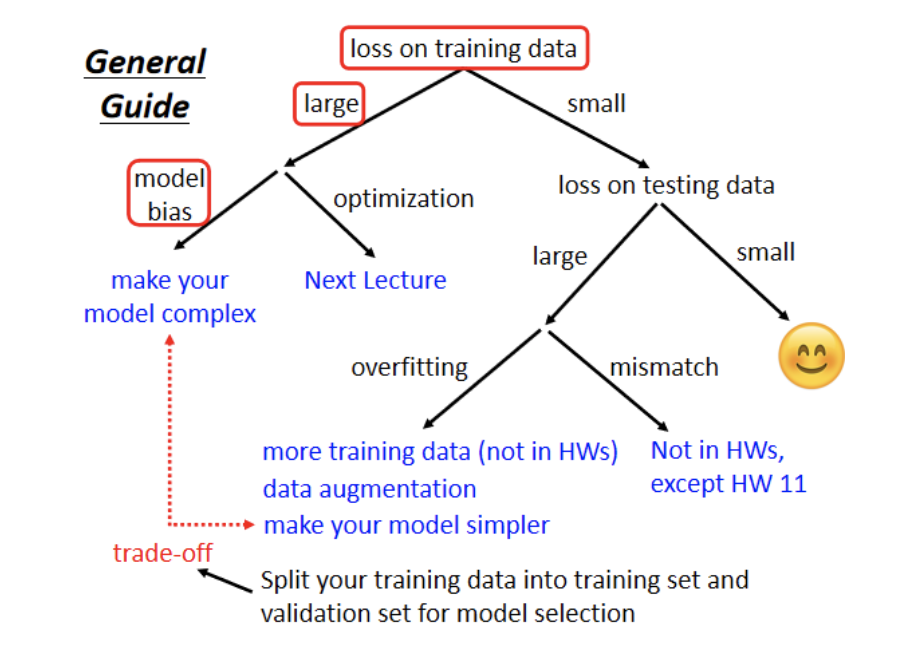 General
Guide
loss on training data
large
small
model
bias
optimization
loss on testing data
make your
model complex
Next Lecture
large
small
overfitting
mismatch
more training data (not in HWs)
data augmentation
make your model simpler
Not in HWs,
except HW 11
trade-off
Split your training data into training set and
validation set for model selection